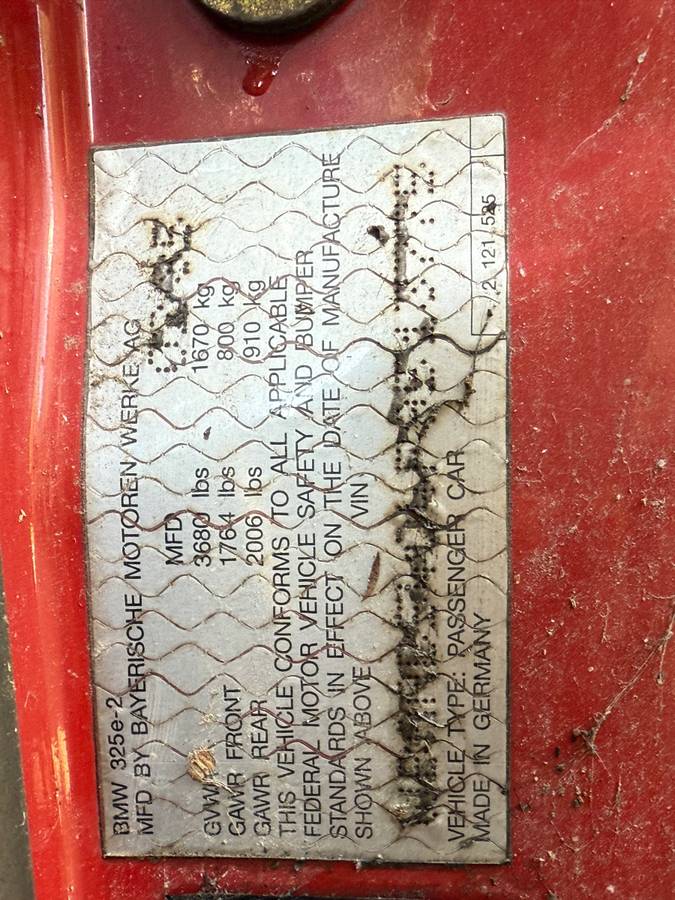 BMW 325e-2
MFD BY BAYERISCHE MOTOREN WERKE AG
MFD
GVWR 3680 lbs 1670 kg
GAWR FRONT 1764 lbs 800 kg
GAWR REAR 2006 lbs 910 kg
THIS VEHICLE CONFORMS TO ALL APPLICABLE
FEDERAL MOTOR VEHICLE SAFETY AND BUMPER
STANDARDS IN EFFECT ON THE DATE OF MANUFACTURE
SHOWN ABOVE VIN
VEHICLE TYPE: PASSENGER CAR
MADE IN GERMANY 2 121 525